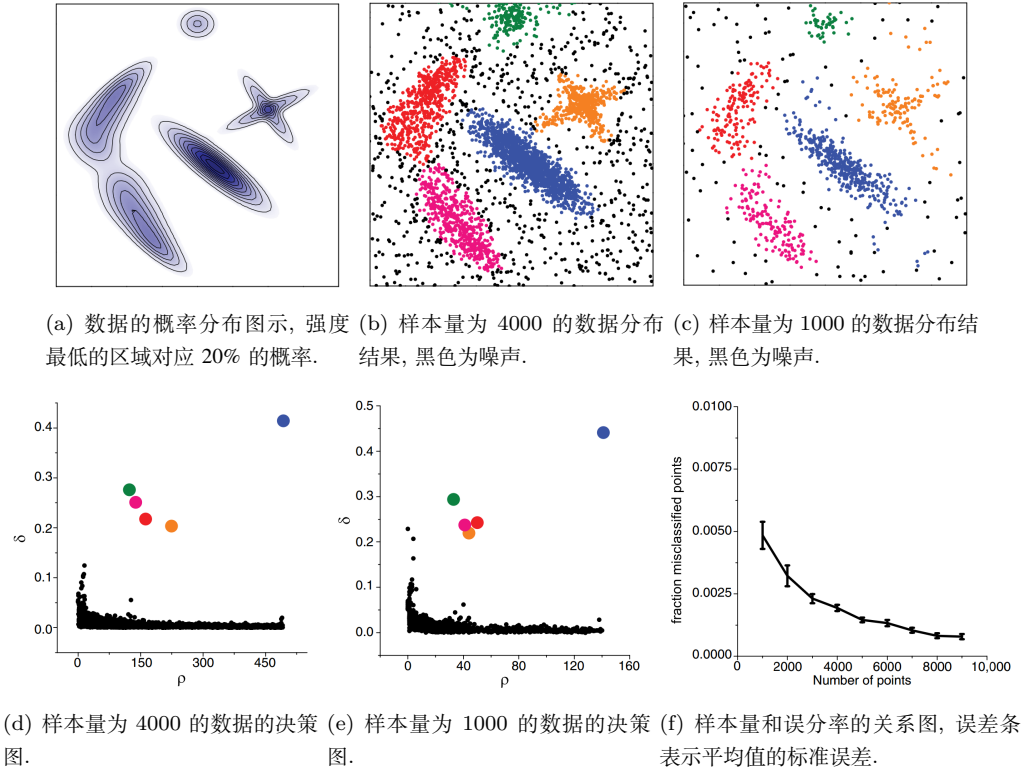 (a) 数据的概率分布图示, 强度
最低的区域对应 20% 的概率.
(b) 样本量为 4000 的数据分布
结果, 黑色为噪声.
(c) 样本量为 1000 的数据分布结
果, 黑色为噪声.
0.4
0.3
0.2
0.1
0.0
δ
0
150
300
450
ρ
0.5
0.4
0.3
0.2
0.1
0.0
δ
0
40
80
120
160
ρ
0.0100
0.0075
0.0050
0.0025
0.0000
fraction misclassified points
0
2000
4000
6000
8000
10,000
Number of points
(d) 样本量为 4000 的数据的决策
图.
(e) 样本量为 1000 的数据的决策
图.
(f) 样本量和误分率的关系图, 误差条
表示平均值的标准误差.